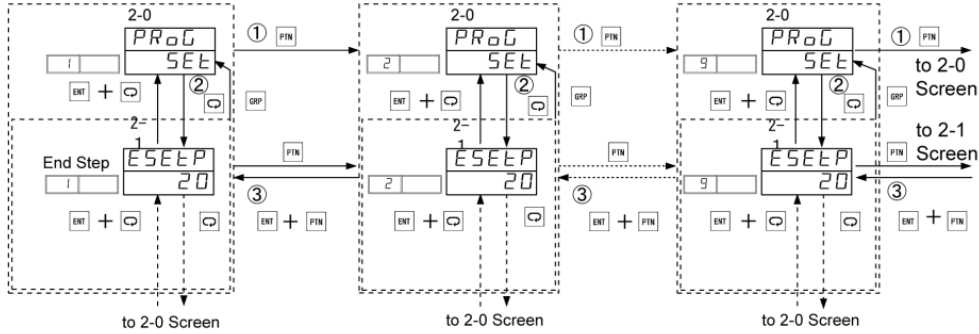 2-0 2-0 2-0
① PTN ① PTN ① PTN
PRoG PRoG PRoG
1 SEt 2 SEt 9 SEt to 2-0
② ② ② Screen
ENT + GRP ENT + GRP ENT + GRP
2- 2- 2- to 2-1
1 1 1
End Step ESEtP PTN ESEtP PTN ESEtP PTN Screen
1 20 2 20 9 20
③ ③ ③
ENT + ENT + PTN ENT + ENT + PTN ENT + ENT + PTN
to 2-0 Screen to 2-0 Screen to 2-0 Screen